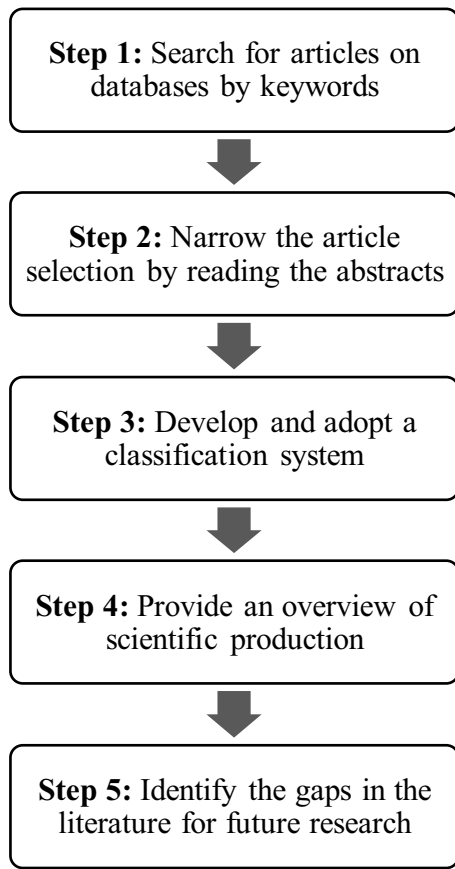 Step 1: Search for articles on
databases by keywords
Step 2: Narrow the article
selection by reading the abstracts
Step 3: Develop and adopt a
classification system
Step 4: Provide an overview of
scientific production
Step 5: Identify the gaps in the
literature for future research